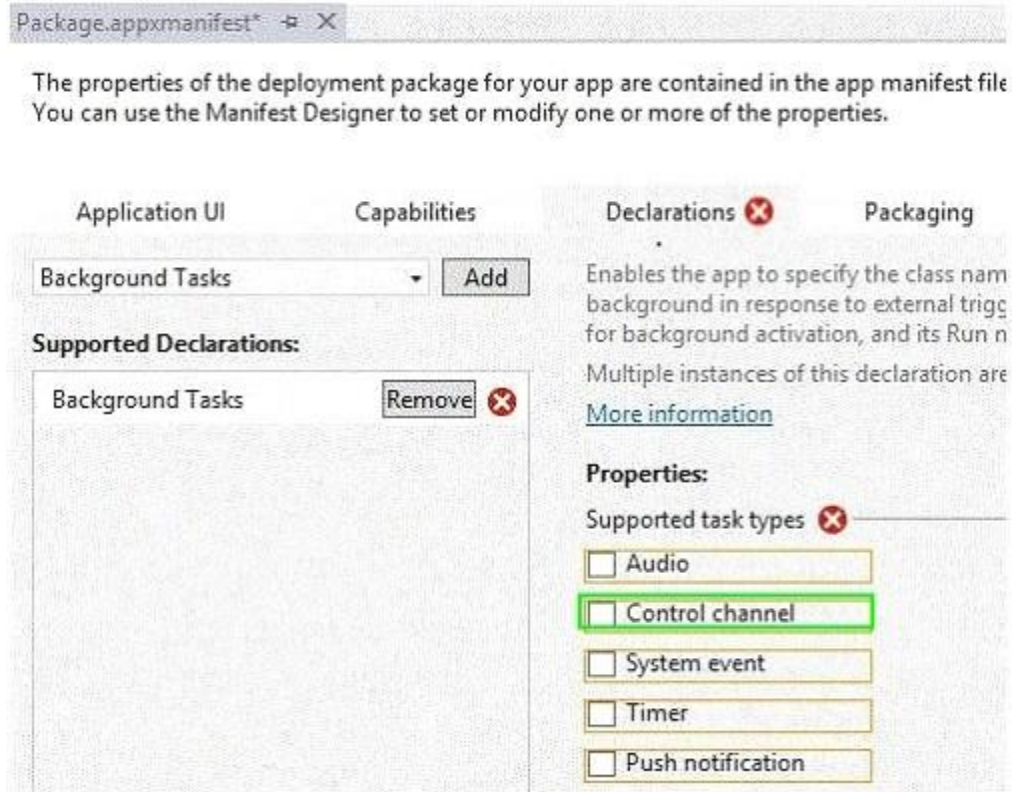 Package.appxmanifest*
The properties of the deployment package for your app are contained in the app manifest file
You can use the Manifest Designer to set or modify one or more of the properties.
Application UI Capabilities Declarations Packaging
Background Tasks Add
Supported Declarations:
Background Tasks Remove
Enables the app to specify the class nam
background in response to external trigg
for background activation, and its Run n
Multiple instances of this declaration are
More information
Properties:
Supported task types
Audio
Control channel
System event
Timer
Push notification